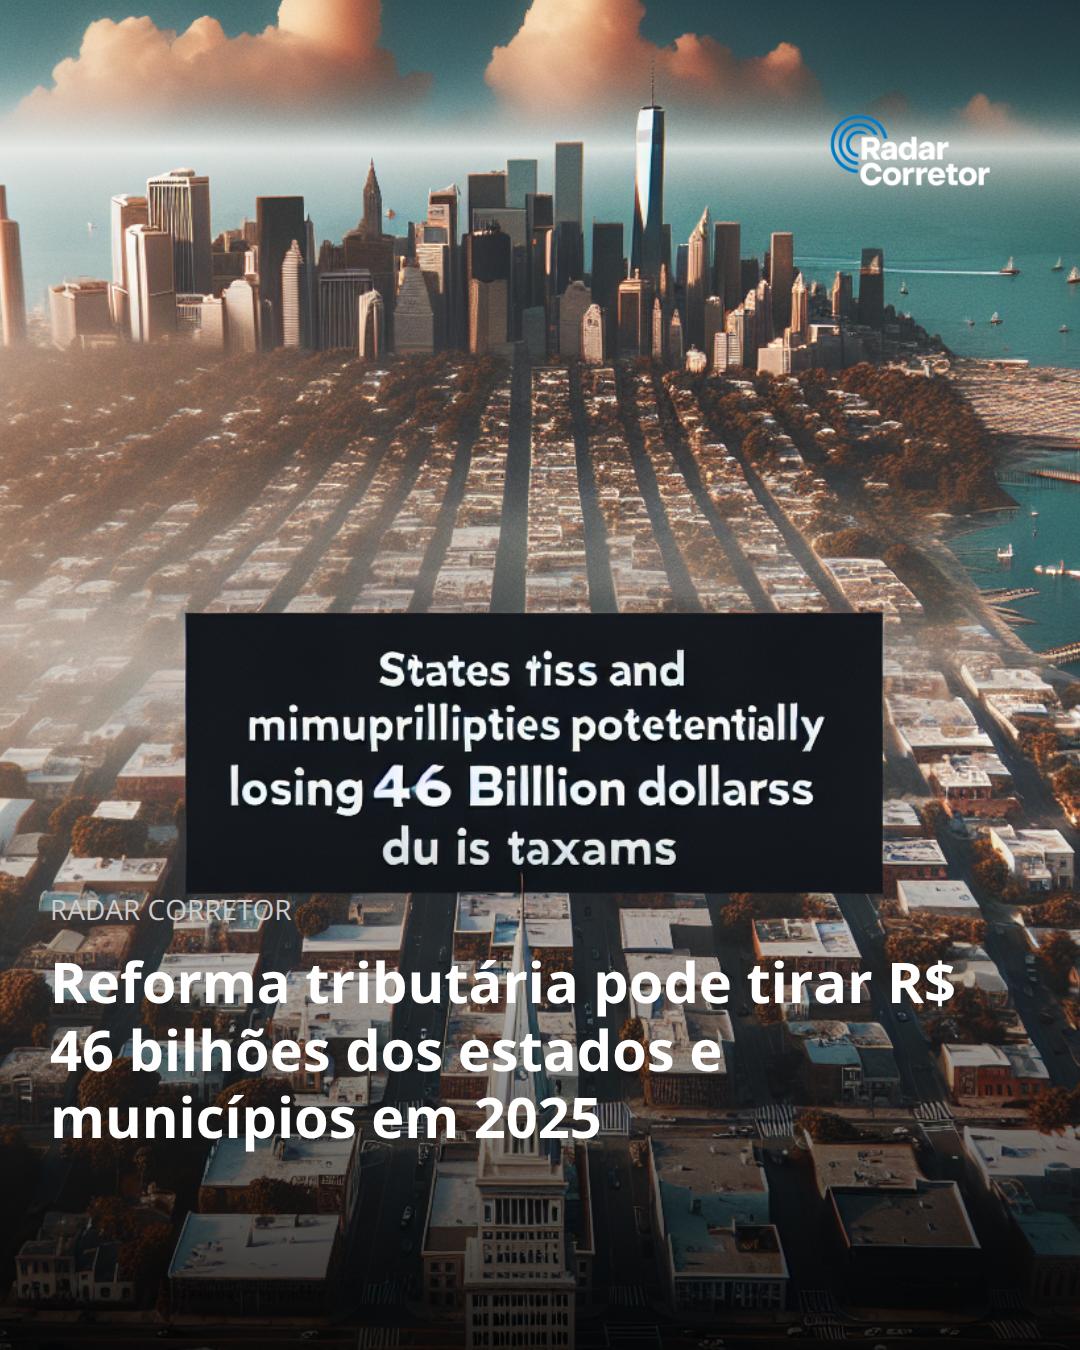 Radar
Corretor
States tiss and
mimuprillipties potetentially
losing 46 Billlion dollarss
du is taxams
RADAR CORRETOR
Reforma tributária pode tirar R$
46 bilhões dos estados e
municípios em 2025